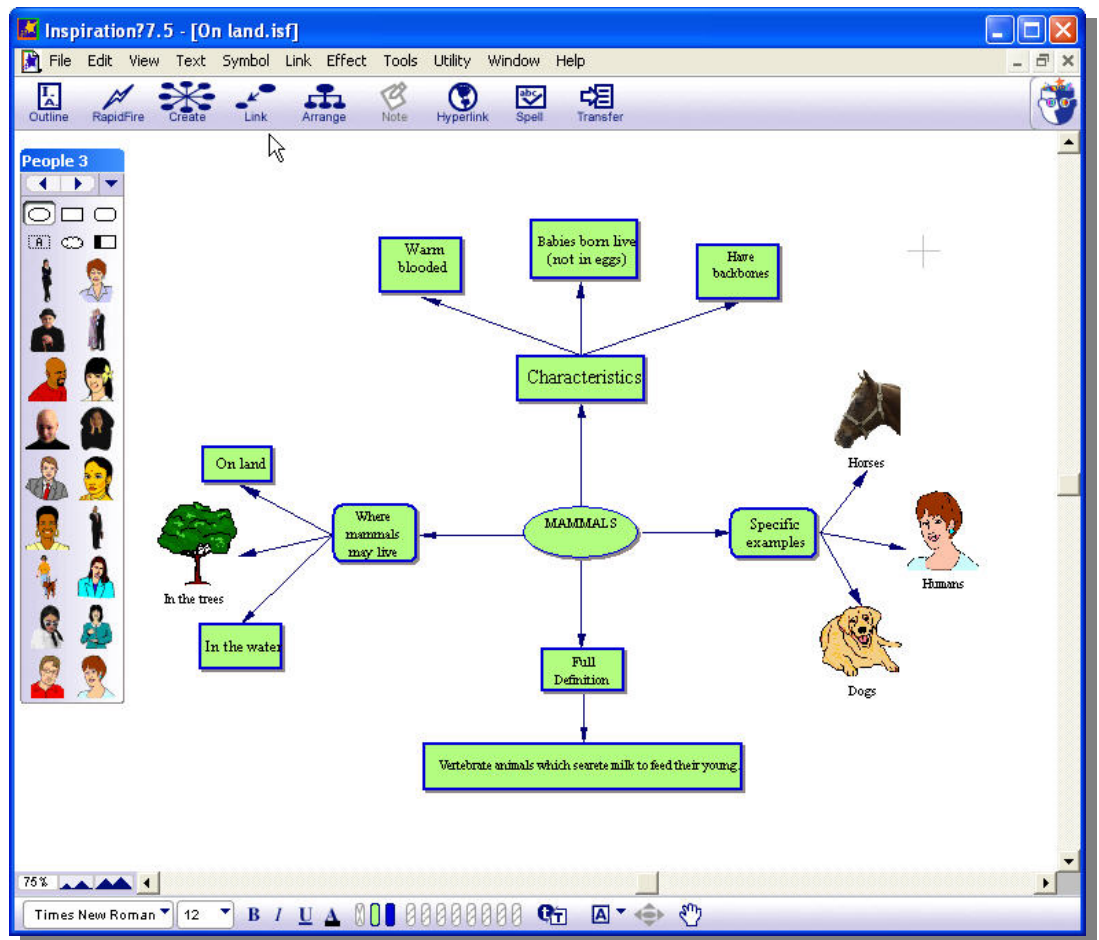 Inspiration?7.5 - [On land.isf]
File Edit View Text Symbol Link Effect Tools Utility Window Help
Outline RapidFire Create Link Arrange Note Hyperlink Spell Transfer
People 3
Warm
blooded
Babies born live
(not in eggs)
Have
backbones
Characteristics
Horses
On land
Where
mammals
may live
MAMMALS
Specific
examples
Humans
In the trees
In the water
Full
Definition
Dogs
Vertebrate animals which searete milk to feed their young.
75%
Times New Roman 12 B I U A A